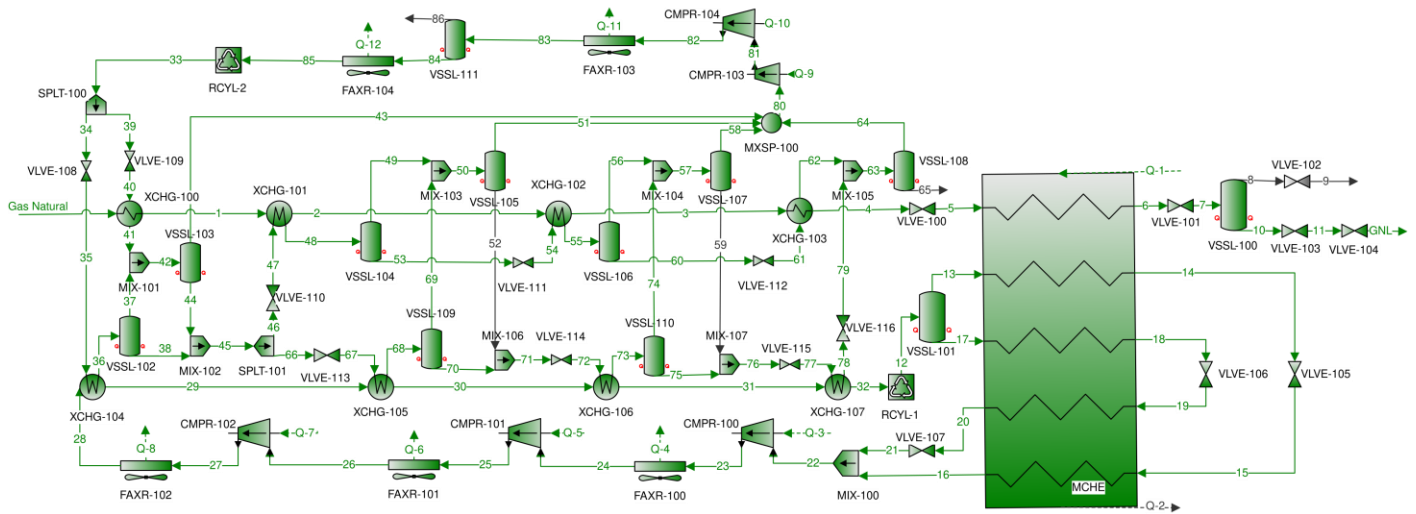 CMPR-104
86
Q-10
Q-12
Q-11
83
82
81
33
85
84
VSSL-111
FAXR-103
CMPR-103
Q-9
RCYL-2
FAXR-104
80
SPLT-100
34
39
43
51
58
64
MXSP-100
VLVE-108
VLVE-109
40
49
MIX-103
50
56
MIX-104
57
62
MIX-105
63
VSSL-108
65
VLVE-102
XCHG-100
XCHG-101
VSSL-105
XCHG-102
VSSL-107
Q-1
8
9
Gas Natural
1
2
3
4
5
6
7
VLVE-100
VLVE-101
41
VSSL-103
48
VSSL-104
53
52
54
55
VSSL-106
60
59
61
XCHG-103
VSSL-100
10
11
GNL
VLVE-103
VLVE-104
35
42
MIX-101
47
VLVE-111
VLVE-112
13
14
37
44
VLVE-110
46
69
74
79
VSSL-109
VSSL-110
VLVE-116
VSSL-101
17
18
36
38
VSSL-102
45
MIX-102
SPLT-101
66
67
VLVE-113
68
70
MIX-106
71
VLVE-114
72
73
75
MIX-107
76
VLVE-115
77
78
12
VLVE-106
VLVE-105
29
30
31
32
XCHG-104
XCHG-105
XCHG-106
XCHG-107
RCYL-1
19
20
28
CMPR-102
Q-7
CMPR-101
Q-5
CMPR-100
Q-3
VLVE-107
21
Q-8
27
26
Q-6
25
24
Q-4
23
22
16
15
FAXR-102
FAXR-101
FAXR-100
MIX-100
MCHE
Q-2